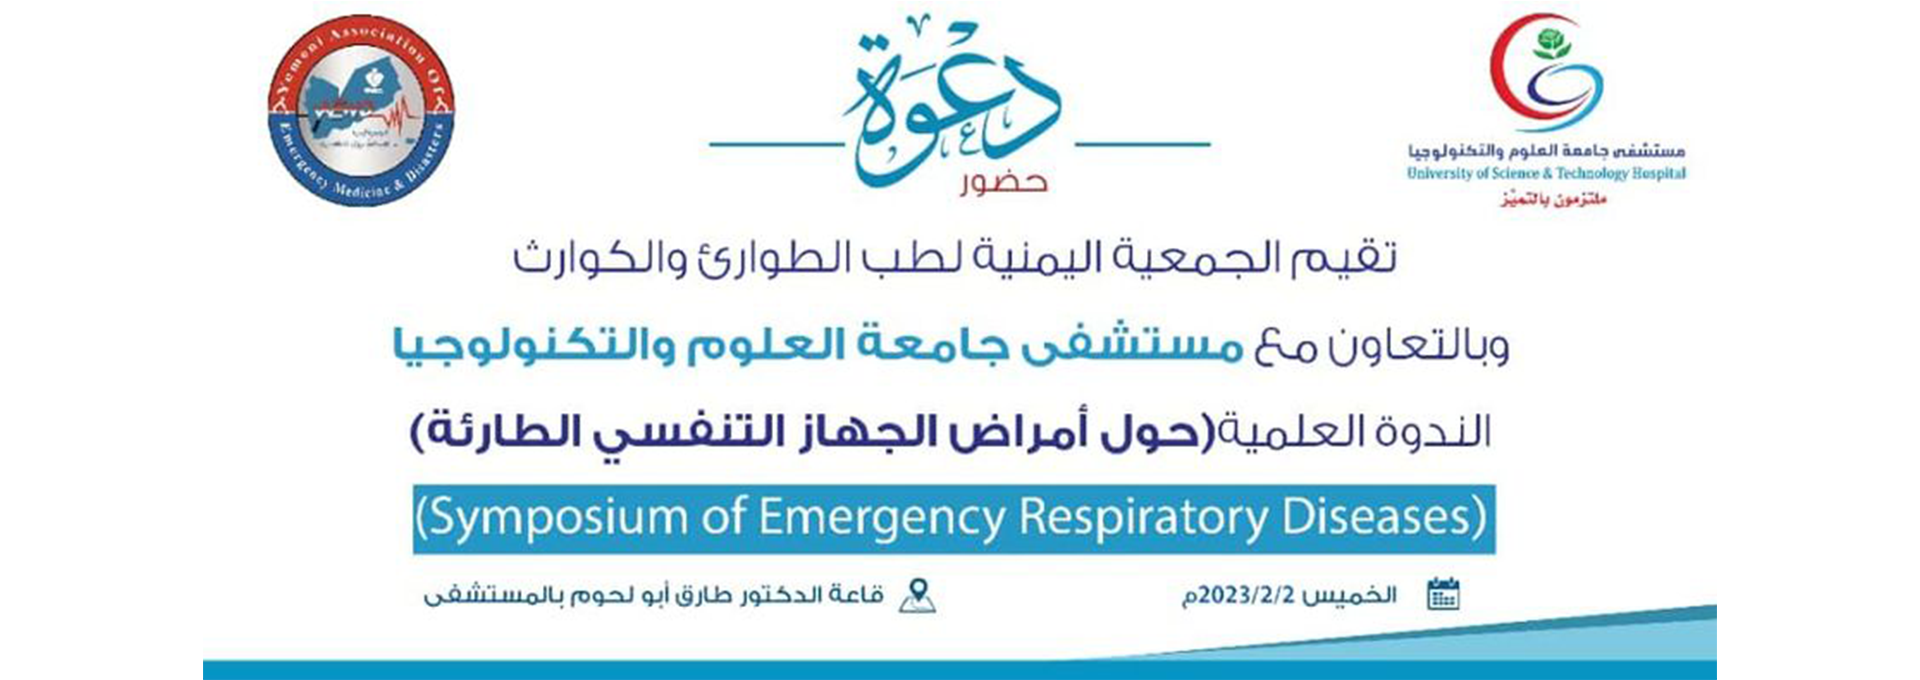 Yemeni Association Of
Emergency Medicine & Disasters
دعوة
حضور
مستشفى جامعة العلوم والتكنولوجيا
University of Science & Technology Hospital
ملتزمون بالتميّز
تقيم الجمعية اليمنية لطب الطوارئ والكوارث
وبالتعاون مع مستشفى جامعة العلوم والتكنولوجيا
الندوة العلمية(حول أمراض الجهاز التنفسي الطارئة)
(Symposium of Emergency Respiratory Diseases)
الخميس 2023/2/2م
قاعة الدكتور طارق أبو لحوم بالمستشفى